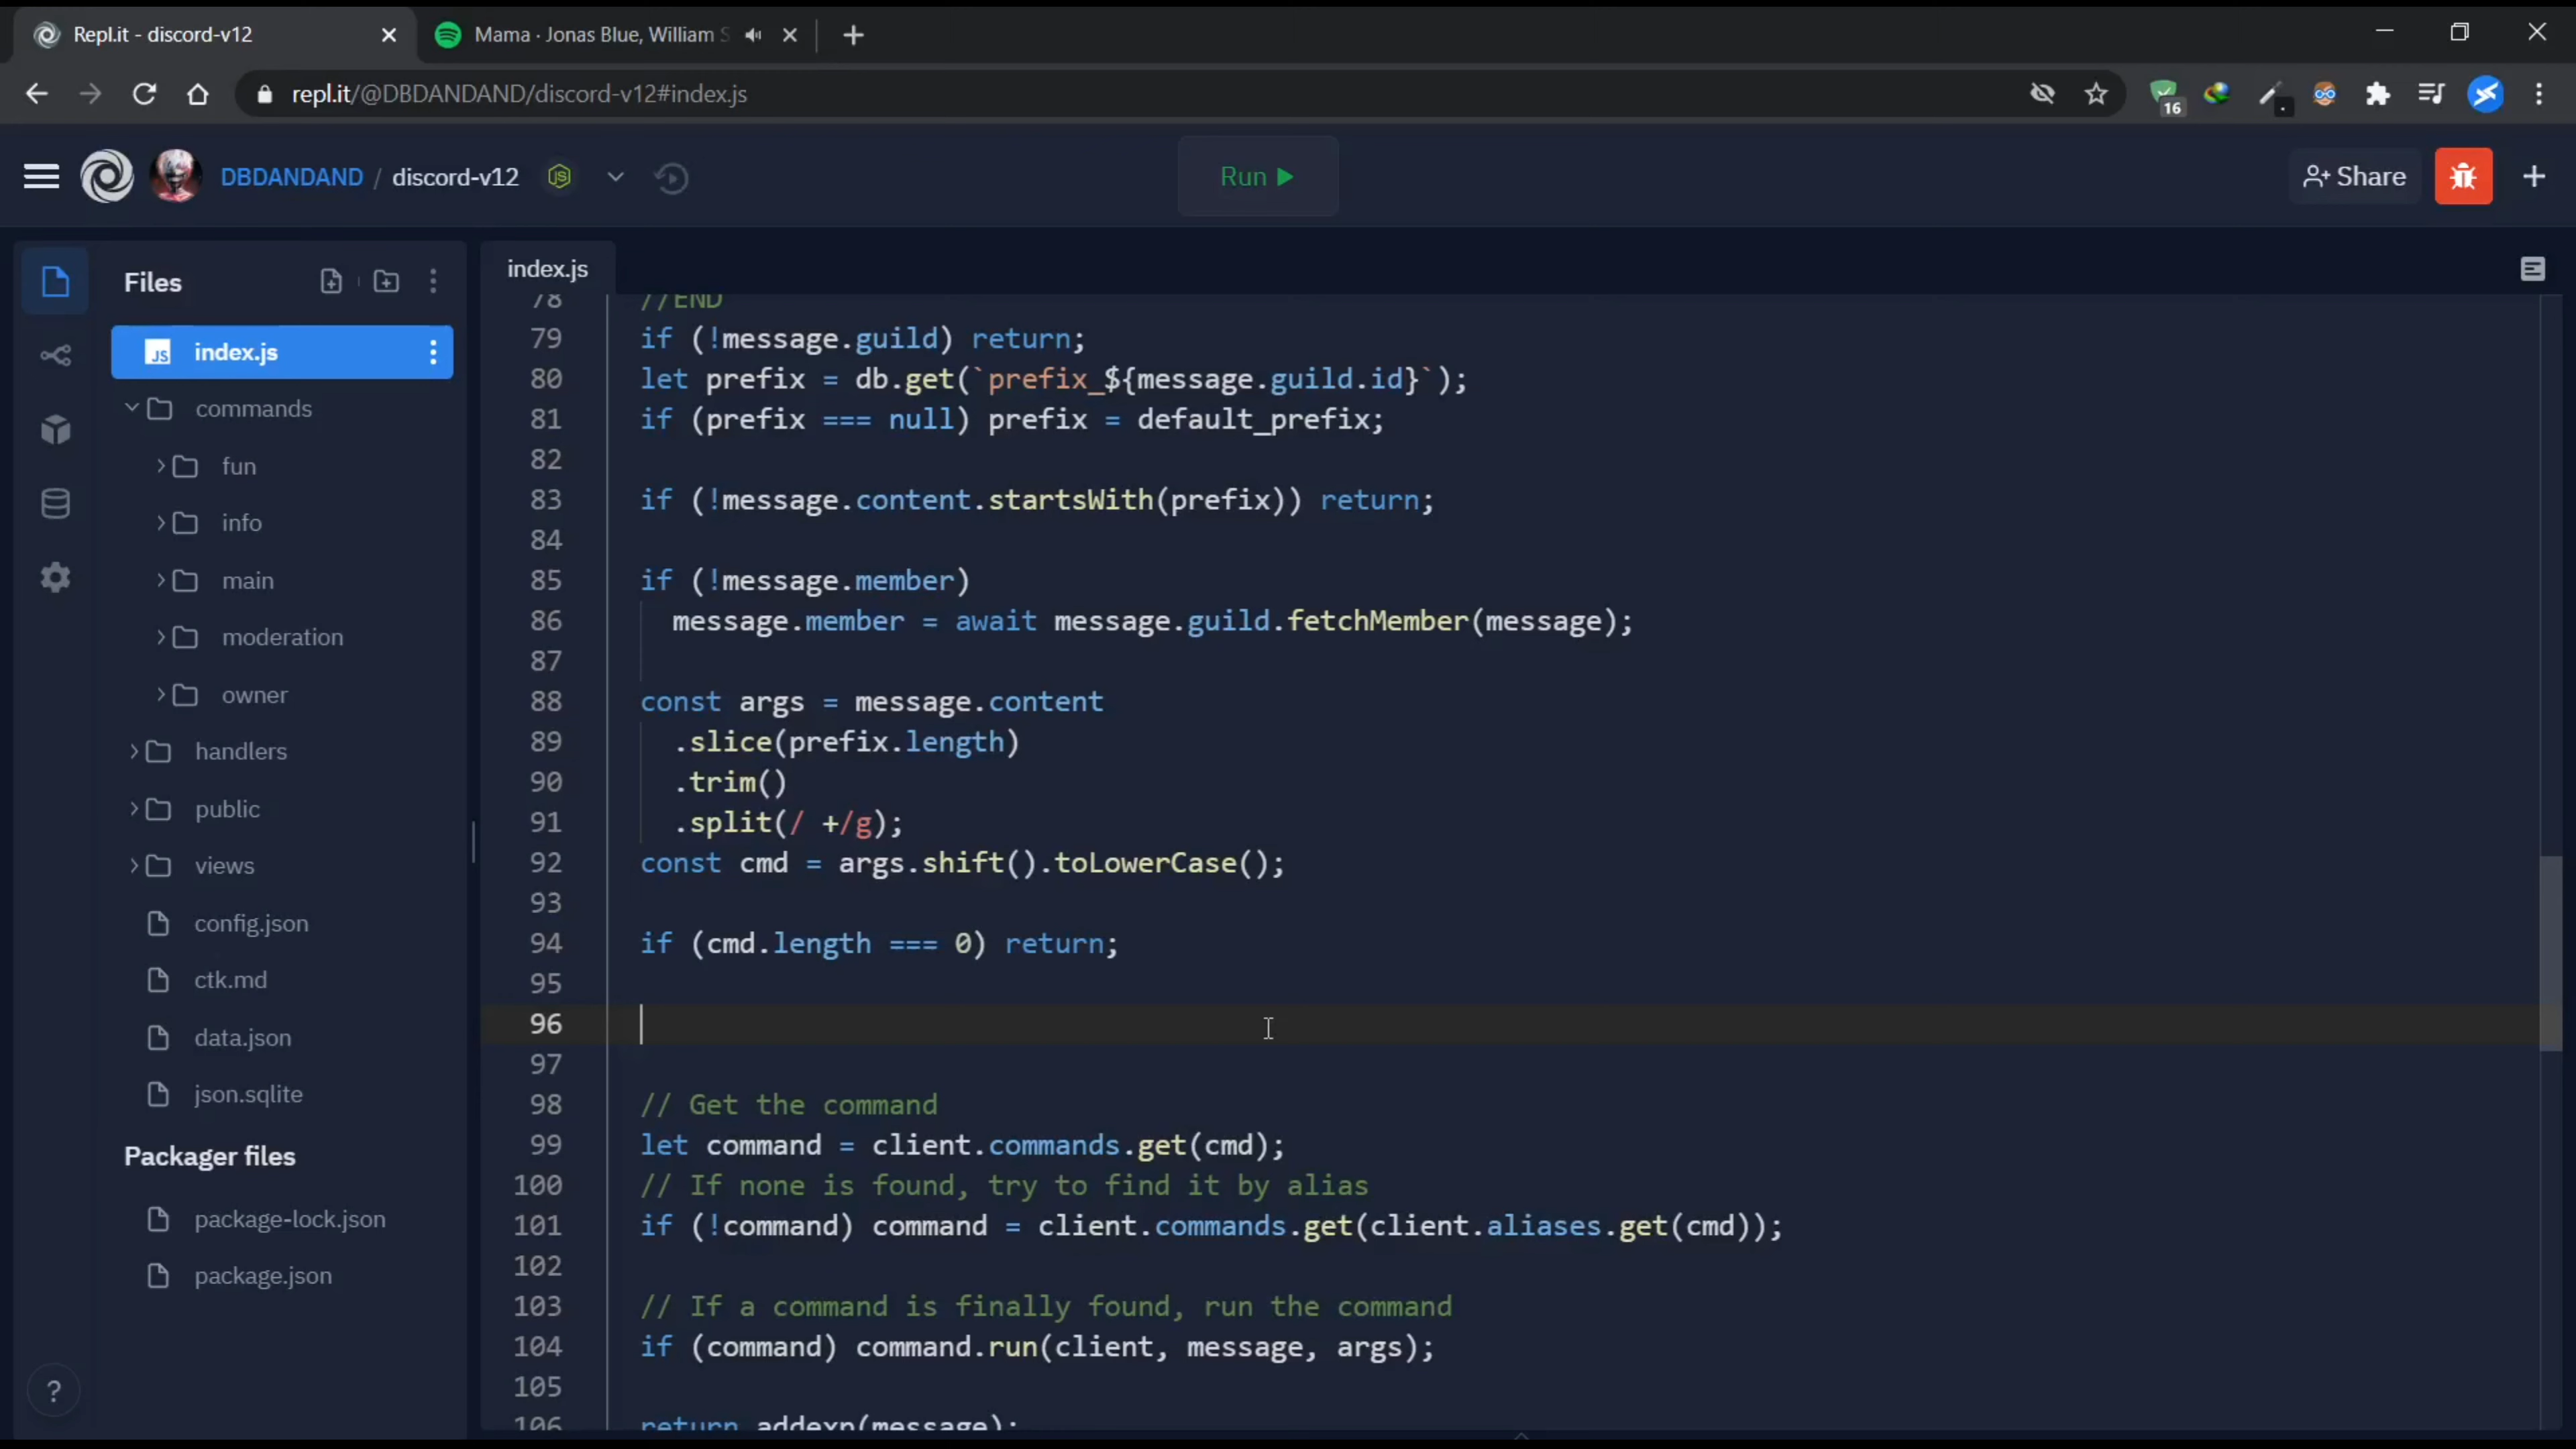 Repl.it - discord-v12
Mama · Jonas Blue, William S
repl.it/@DBDANDAND/discord-v12#index.js
16
DBDANDAND / discord-v12
JS
Run
Share
Files
index.js
JS index.js
commands
fun
info
main
moderation
owner
handlers
public
views
config.json
ctk.md
data.json
json.sqlite
Packager files
package-lock.json
package.json
?
78 //END
79 if (!message.guild) return;
80 let prefix = db.get(`prefix_${message.guild.id}`);
81 if (prefix === null) prefix = default_prefix;
82
83 if (!message.content.startsWith(prefix)) return;
84
85 if (!message.member)
86 message.member = await message.guild.fetchMember(message);
87
88 const args = message.content
89 .slice(prefix.length)
90 .trim()
91 .split(/ +/g);
92 const cmd = args.shift().toLowerCase();
93
94 if (cmd.length === 0) return;
95
96
97
98 // Get the command
99 let command = client.commands.get(cmd);
100 // If none is found, try to find it by alias
101 if (!command) command = client.commands.get(client.aliases.get(cmd));
102
103 // If a command is finally found, run the command
104 if (command) command.run(client, message, args);
105
106 return addexp(message);